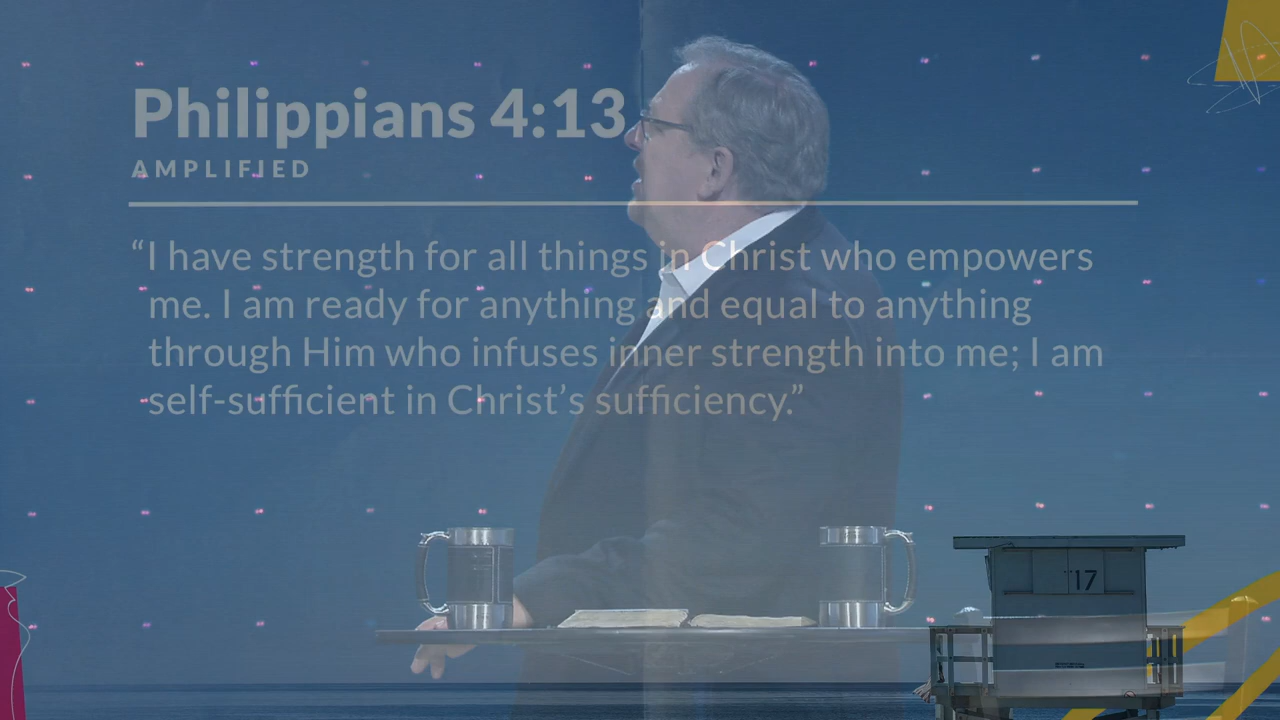 Philippians 4:13
AMPLIFIED
“I have strength for all things in Christ who empowers
me. I am ready for anything and equal to anything
through Him who infuses inner strength into me; I am
self-sufficient in Christ’s sufficiency.”
17